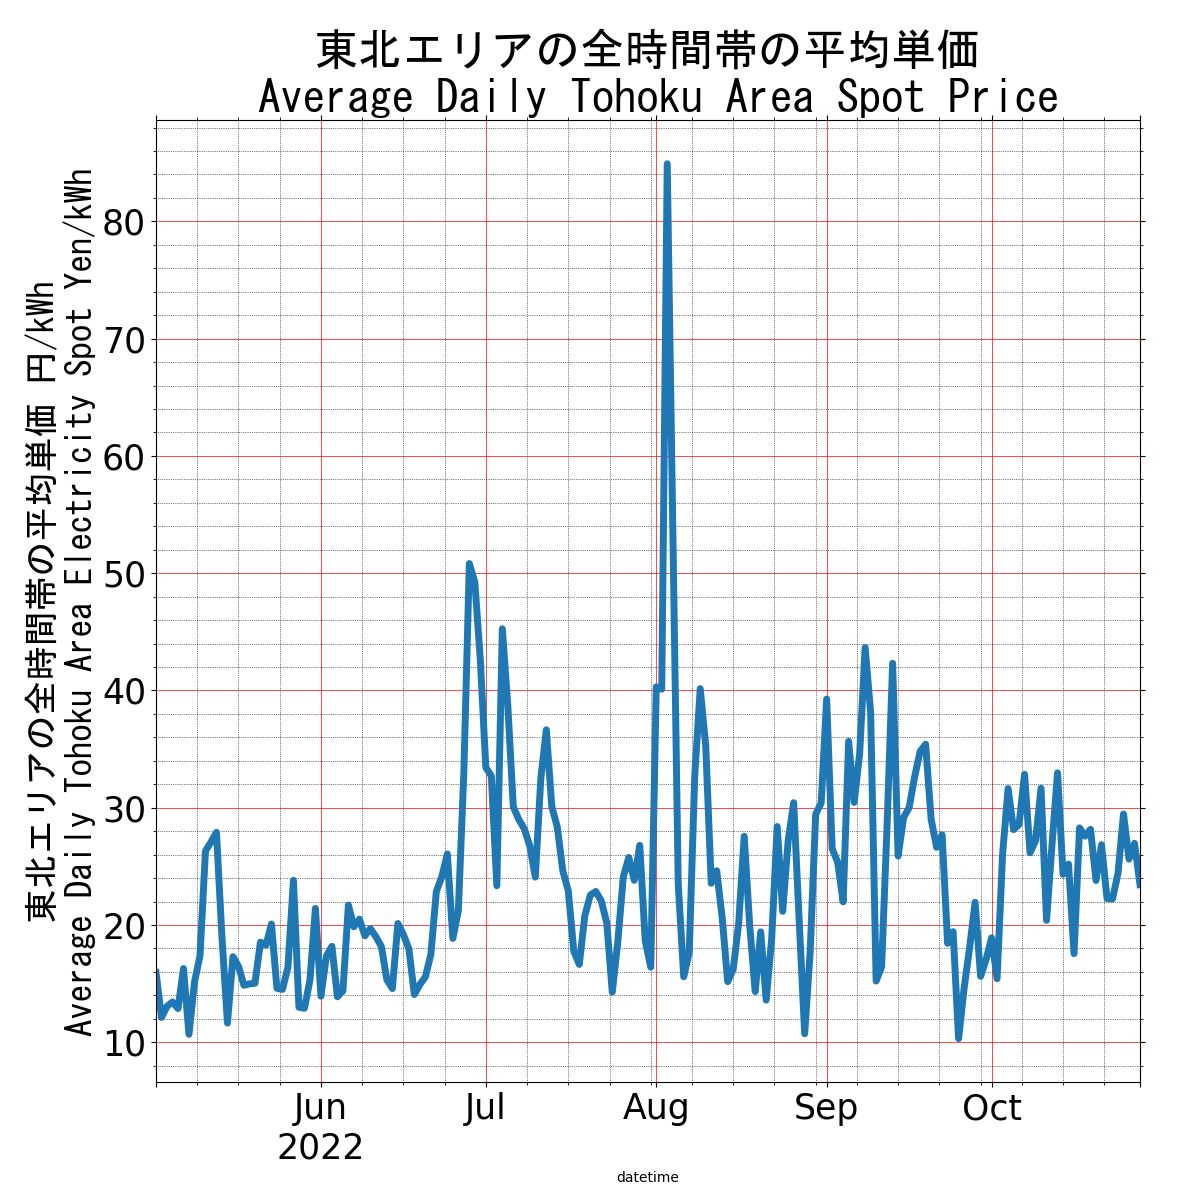 東北エリアの全時間帯の平均単価
Average Daily Tohoku Area Spot Price
東北エリアの全時間帯の平均単価 円/kWh
Average Daily Tohoku Area Electricity Spot Yen/kWh
80
70
60
50
40
30
20
10
Jun
2022
Jul
Aug
Sep
Oct
datetime